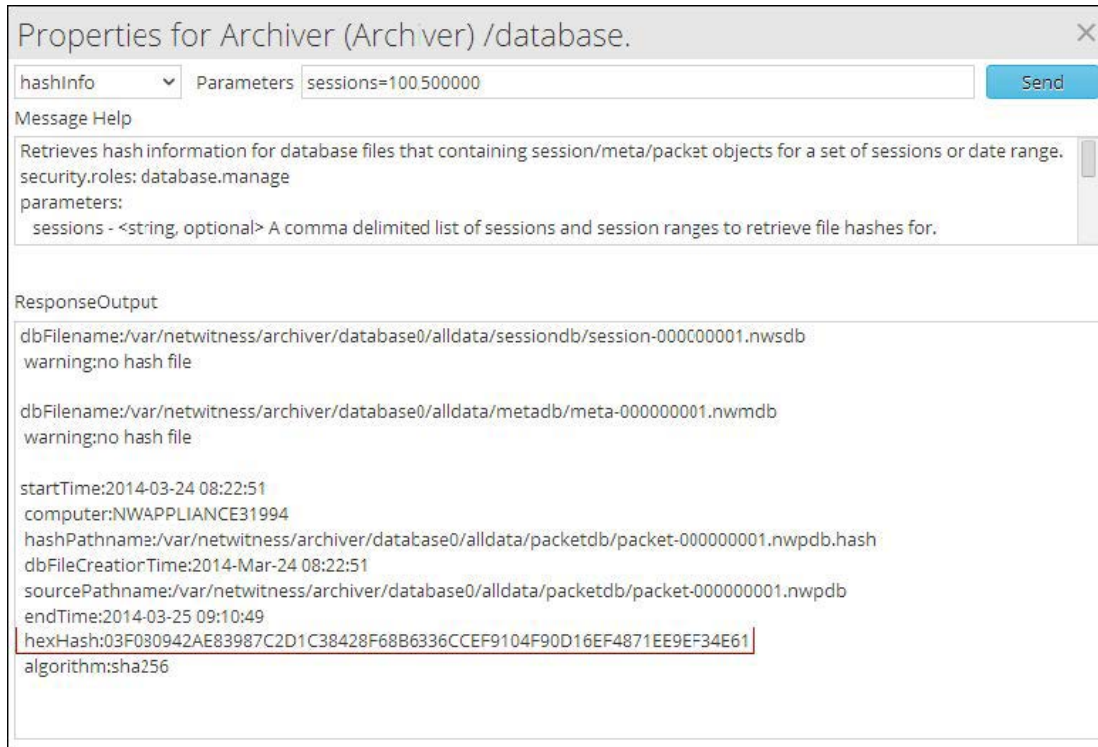 Properties for Archiver (Archiver) /database.
hashInfo Parameters sessions=100,500000 Send
Message Help
Retrieves hash information for database files that containing session/meta/packet objects for a set of sessions or date range.
security.roles: database.manage
parameters:
sessions - <string, optional> A comma delimited list of sessions and session ranges to retrieve file hashes for.
ResponseOutput
dbFilename:/var/netwitness/archiver/database0/alldata/sessiondb/session-000000001.nwsdb
warning:no hash file
dbFilename:/var/netwitness/archiver/database0/alldata/metadb/meta-000000001.nwmdb
warning:no hash file
startTime:2014-03-24 08:22:51
computer:NWAPPLIANCE31994
hashPathname:/var/netwitness/archiver/database0/alldata/packetdb/packet-000000001.nwpdb.hash
dbFileCreationTime:2014-Mar-24 08:22:51
sourcePathname:/var/netwitness/archiver/database0/alldata/packetdb/packet-000000001.nwpdb
endTime:2014-03-25 09:10:49
hexHash:03F080942AE83987C2D1C38428F68B6336CCEF9104F90D16EF4871EE9EF34E61
algorithm:sha256